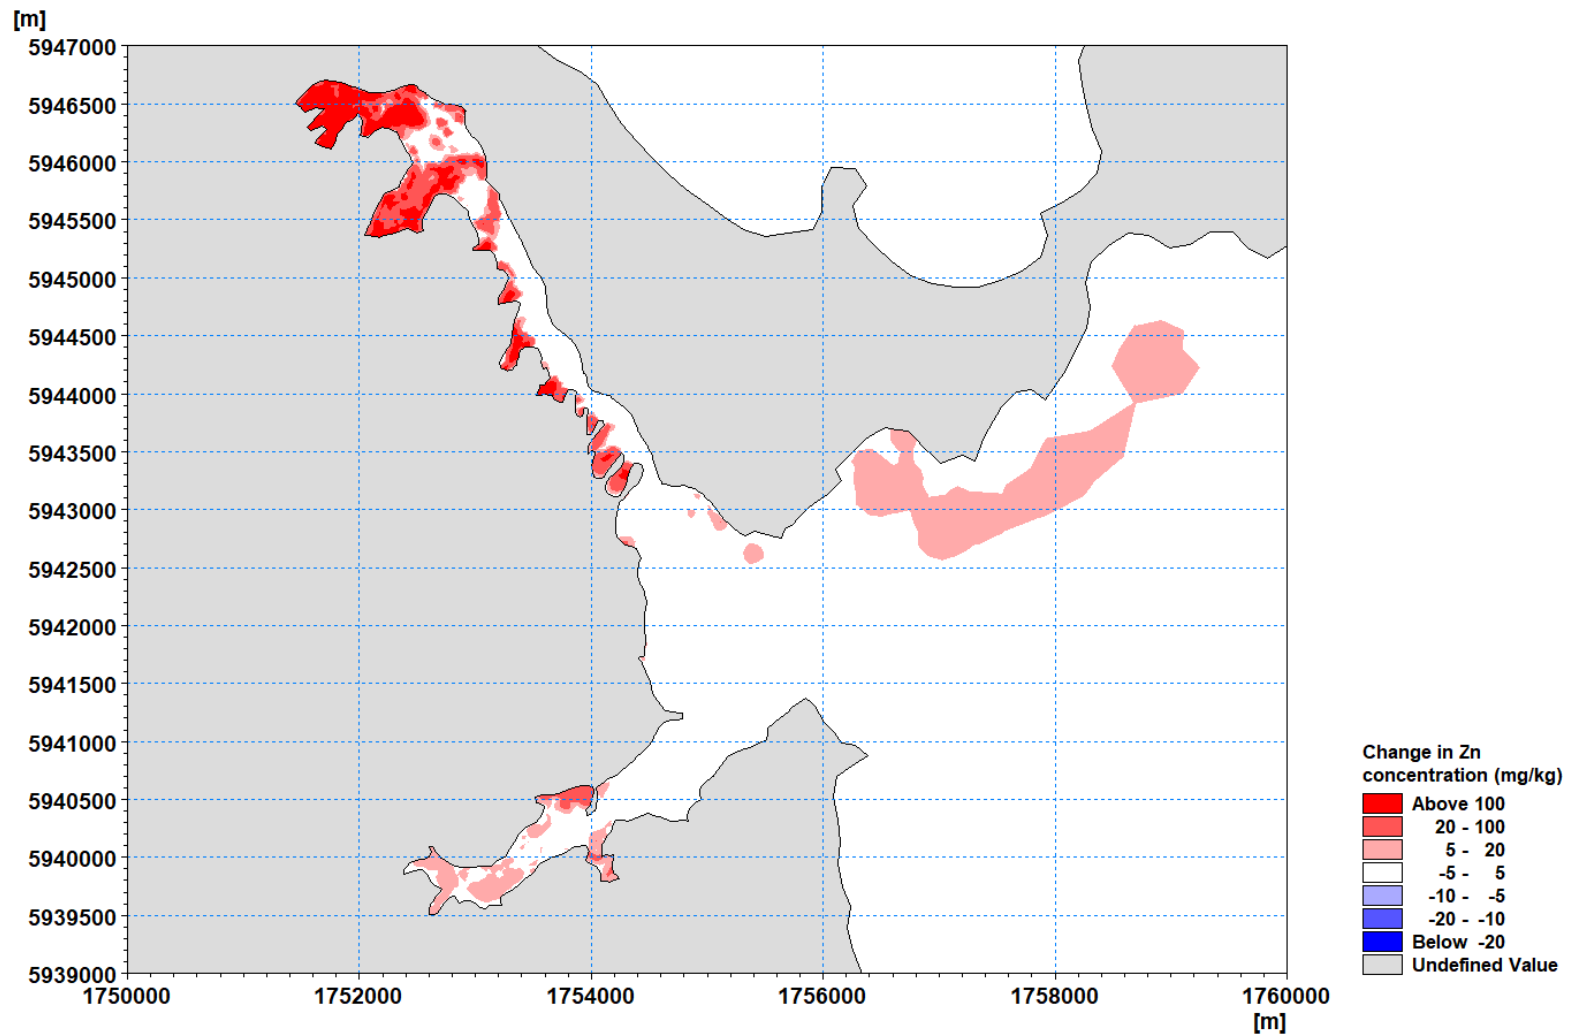 [m]
5947000
5946500
5946000
5945500
5945000
5944500
5944000
5943500
5943000
5942500
5942000
5941500
5941000
5940500
5940000
5939500
5939000
1750000 1752000 1754000 1756000 1758000 1760000
[m]
Change in Zn
concentration (mg/kg)
Above 100
20 - 100
5 - 20
-5 - 5
-10 - -5
-20 - -10
Below -20
Undefined Value